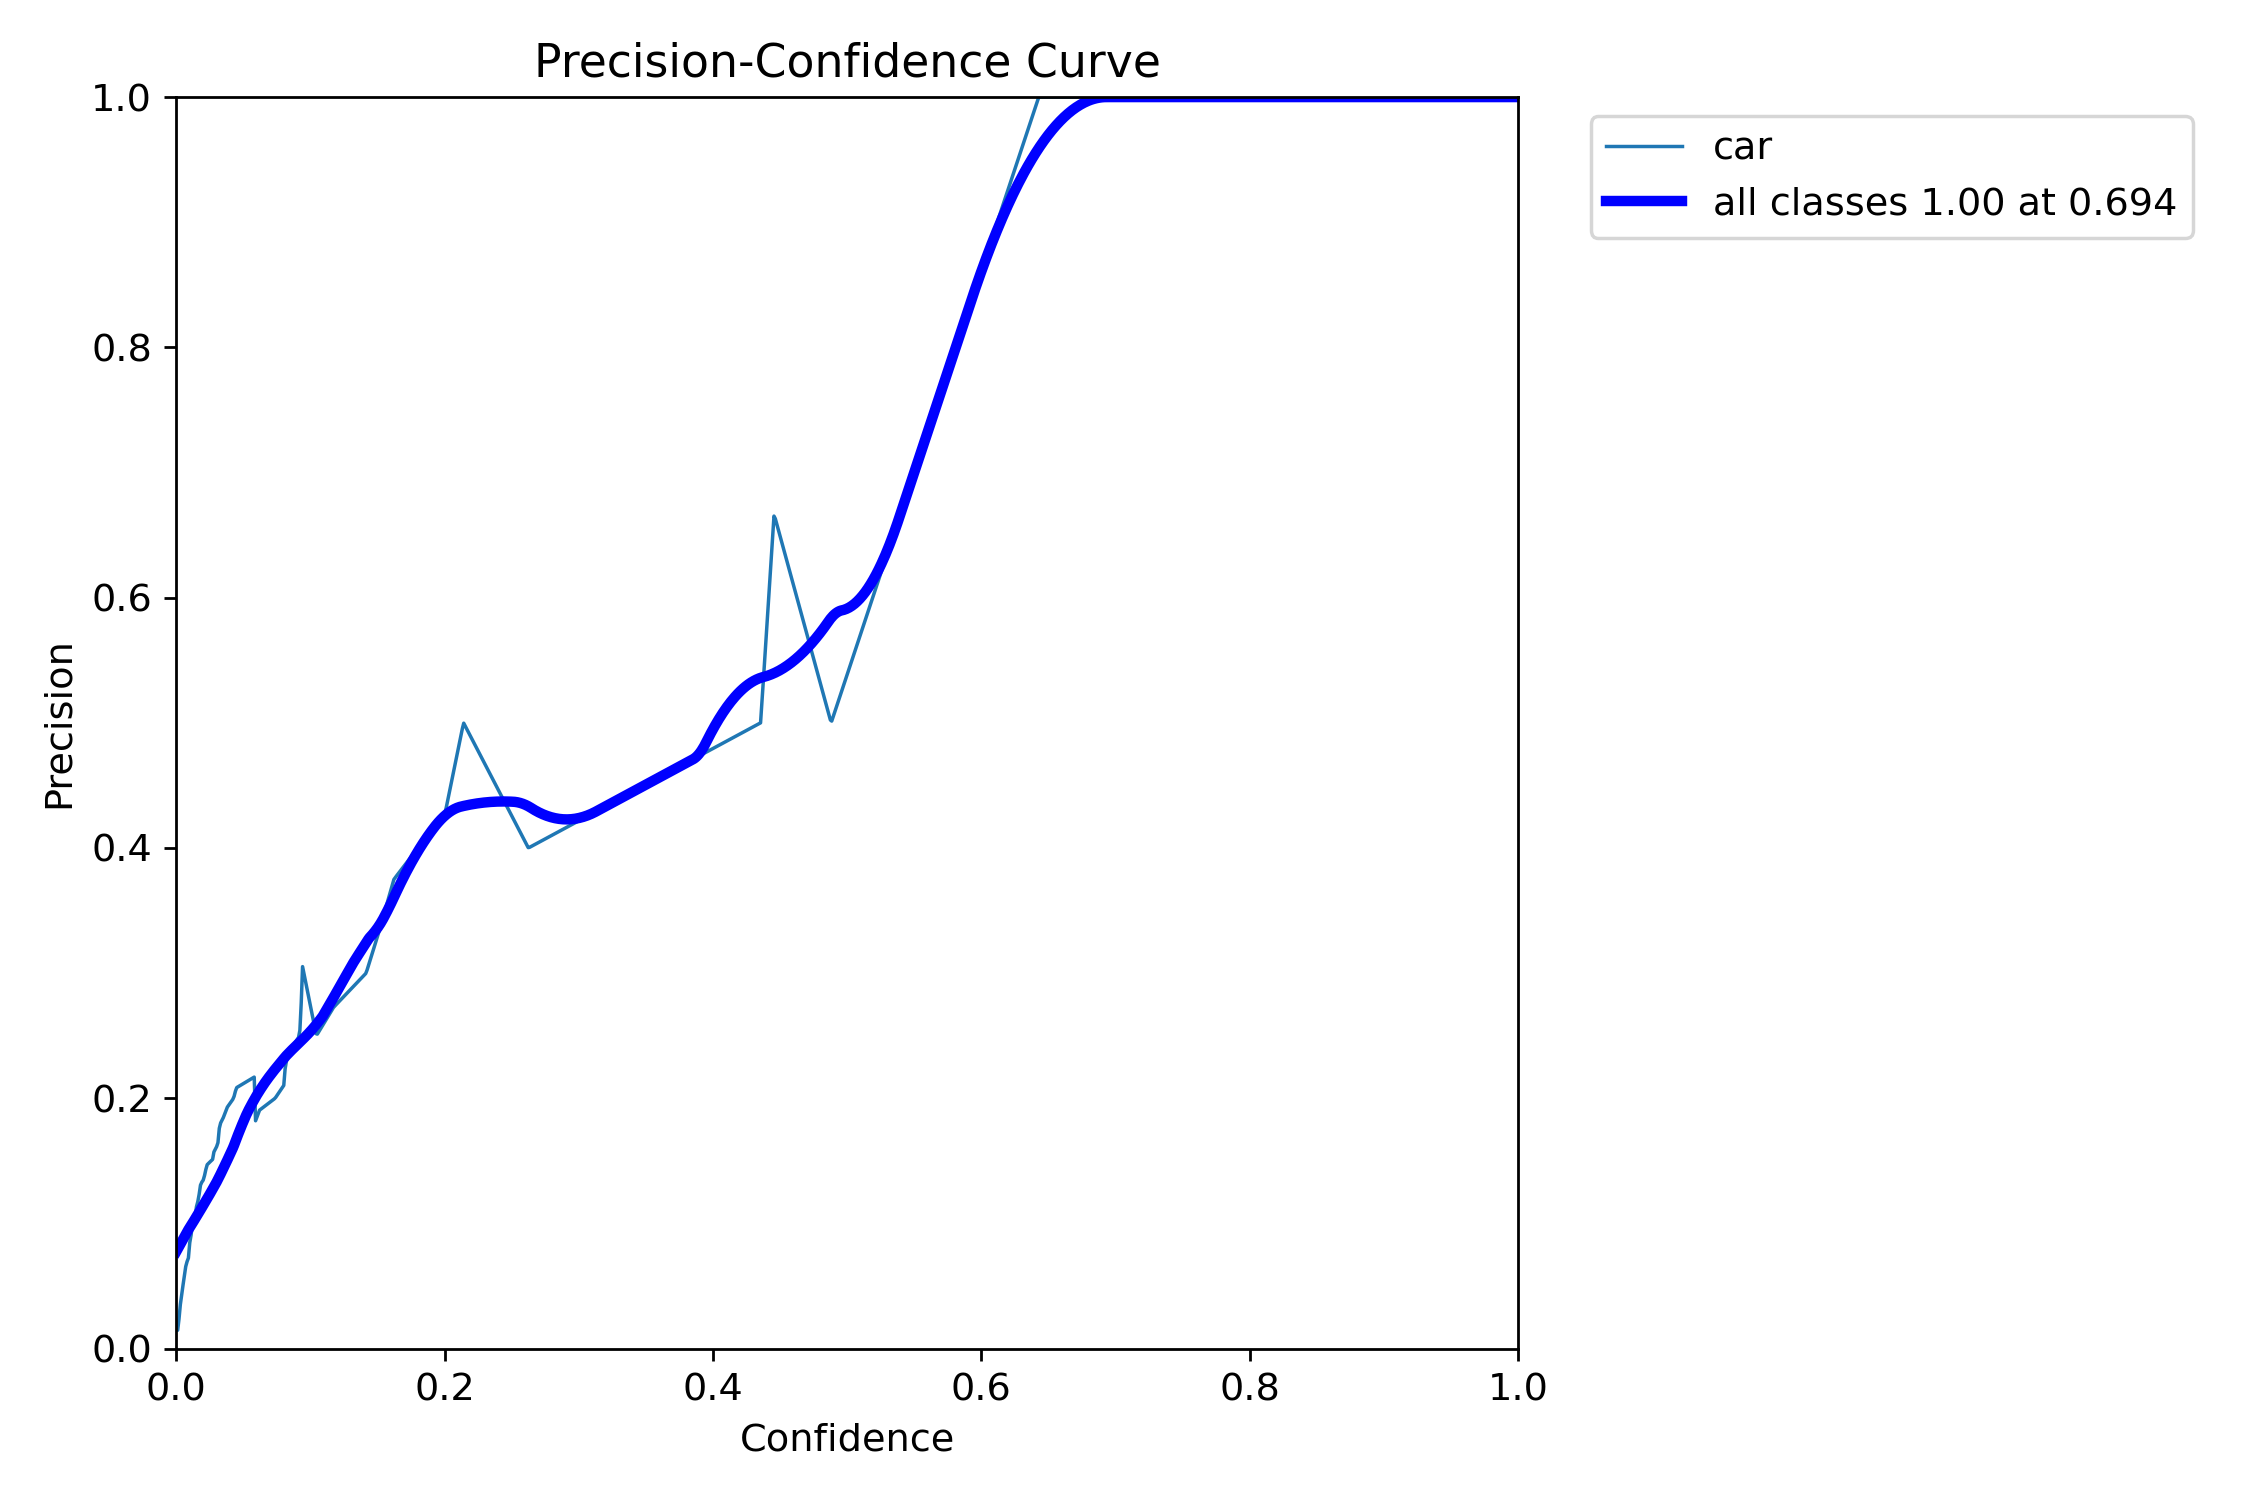 Precision-Confidence Curve
1.0
0.8
0.6
0.4
0.2
0.0
Precision
0.0 0.2 0.4 0.6 0.8 1.0
Confidence
car
all classes 1.00 at 0.694